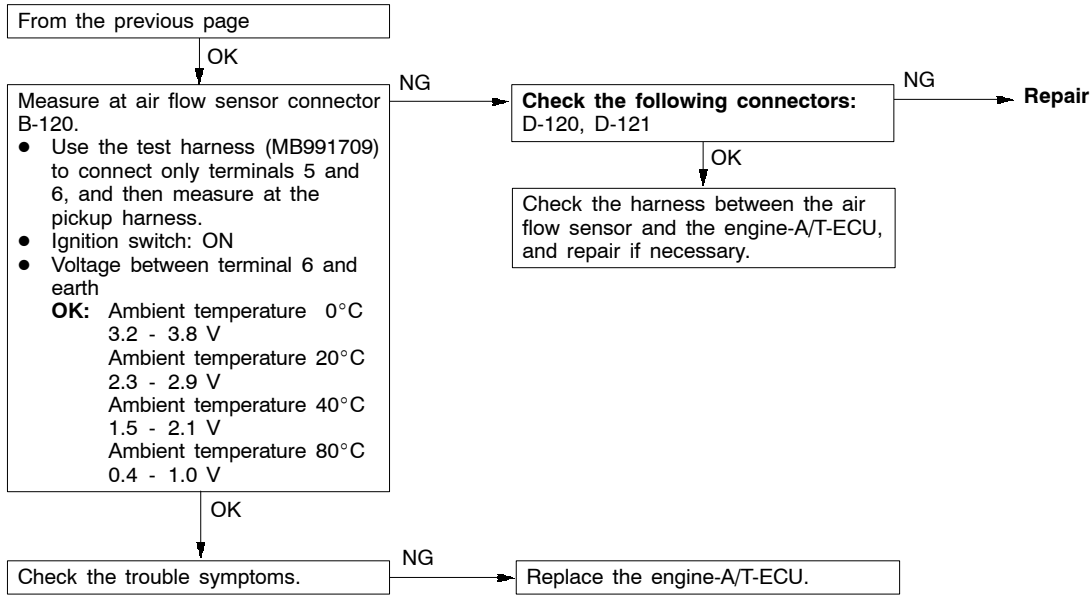 From the previous page
OK
Measure at air flow sensor connector
B-120.
● Use the test harness (MB991709)
to connect only terminals 5 and
6, and then measure at the
pickup harness.
● Ignition switch: ON
● Voltage between terminal 6 and
earth
OK: Ambient temperature 0°C
3.2 - 3.8 V
Ambient temperature 20°C
2.3 - 2.9 V
Ambient temperature 40°C
1.5 - 2.1 V
Ambient temperature 80°C
0.4 - 1.0 V
NG
Check the following connectors:
D-120, D-121
NG
Repair
OK
Check the harness between the air
flow sensor and the engine-A/T-ECU,
and repair if necessary.
OK
Check the trouble symptoms.
NG
Replace the engine-A/T-ECU.